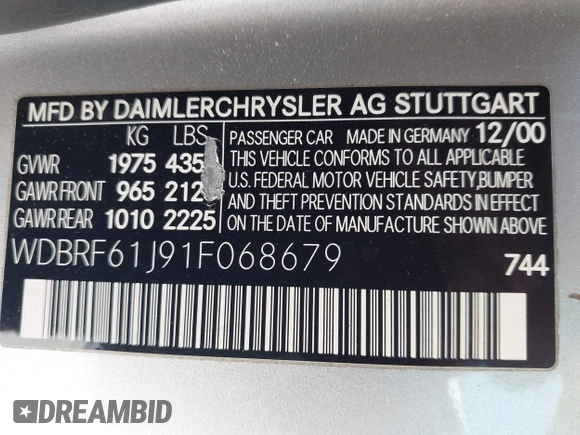 MFD BY DAIMLERCHRYSLER AG STUTTGART
KG LBS PASSENGER CAR MADE IN GERMANY 12/00
GVWR 1975 THIS VEHICLE CONFORMS TO ALL APPLICABLE
GAWR FRONT 965 U.S. FEDERAL MOTOR VEHICLE SAFETY,BUMPER
AND THEFT PREVENTION STANDARDS IN EFFECT
GAWR REAR 1010 2225 ON THE DATE OF MANUFACTURE SHOWN ABOVE.
WDBRF61J91F068679 744
DREAMBID